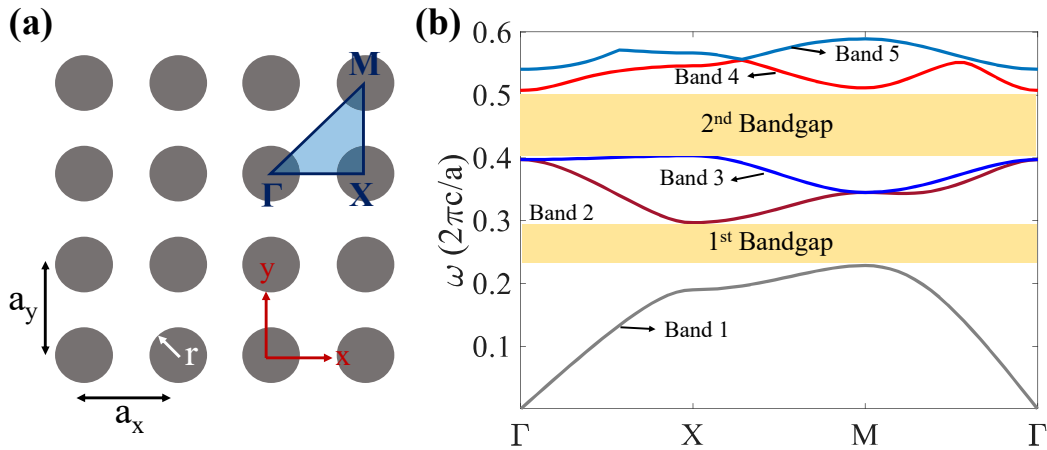 (a)
M
Γ
X
y
x
a_y
r
a_x
(b)
ω (2πc/a)
0.6
0.5
0.4
0.3
0.2
0.1
Band 5
Band 4
2nd Bandgap
Band 3
Band 2
1st Bandgap
Band 1
Γ
X
M
Γ